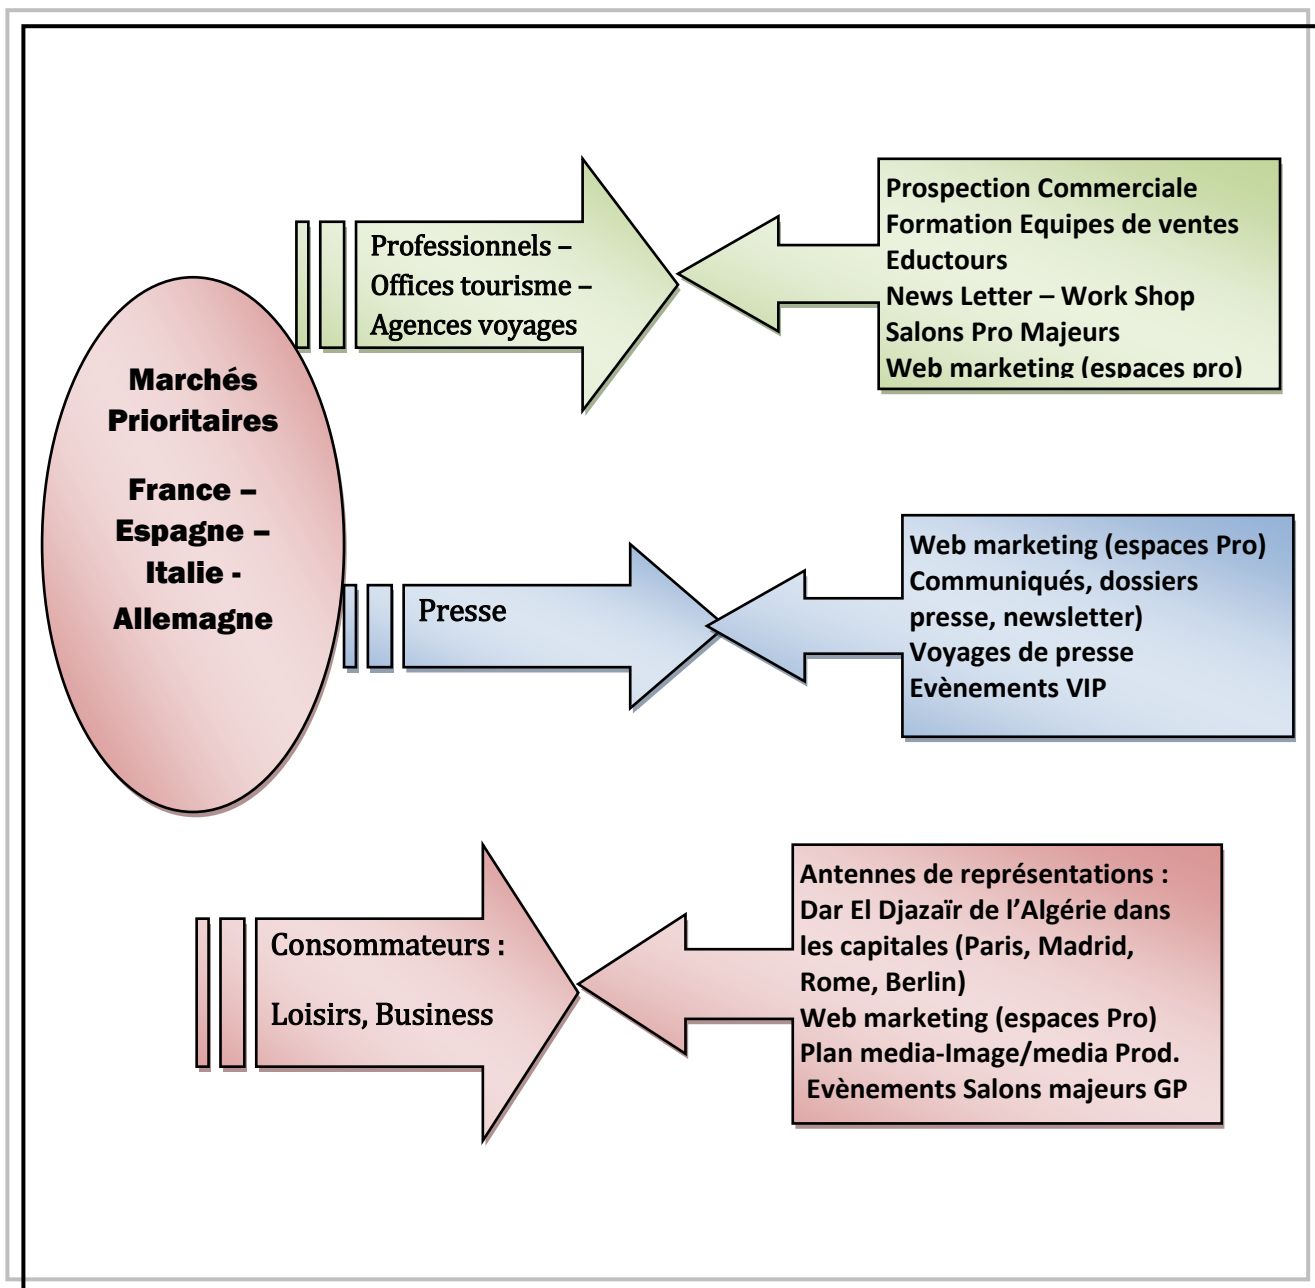 Marchés
Prioritaires
France –
Espagne –
Italie -
Allemagne
Professionnels –
Offices tourisme –
Agences voyages
Prospection Commerciale
Formation Equipes de ventes
Eductours
News Letter – Work Shop
Salons Pro Majeurs
Web marketing (espaces pro)
Presse
Web marketing (espaces Pro)
Communiqués, dossiers
presse, newsletter)
Voyages de presse
Evènements VIP
Consommateurs :
Loisirs, Business
Antennes de représentations :
Dar El Djazaïr de l’Algérie dans
les capitales (Paris, Madrid,
Rome, Berlin)
Web marketing (espaces Pro)
Plan media-Image/media Prod.
Evènements Salons majeurs GP